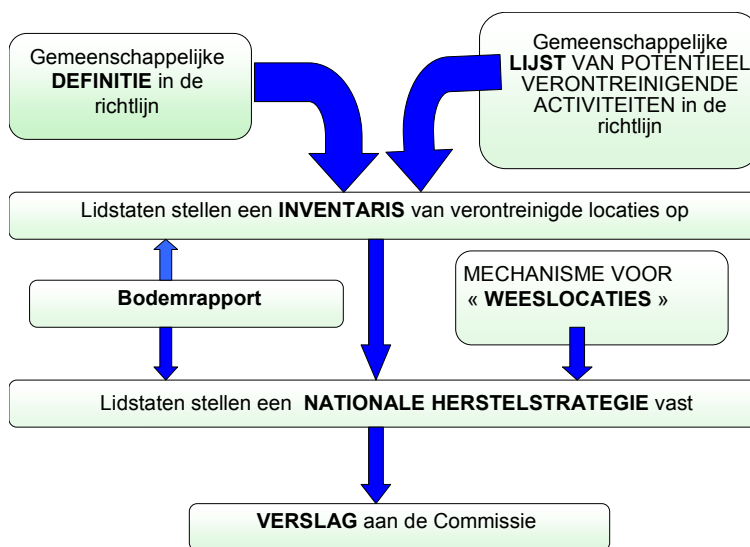 Gemeenschappelijke
DEFINITIE in de
richtlijn
Gemeenschappelijke
LIJST VAN POTENTIEEL
VERONTREINIGENDE
ACTIVITEITEN in de
richtlijn
Lidstaten stellen een INVENTARIS van verontreinigde locaties op
Bodemrapport
MECHANISME VOOR
« WEESLOCATIES »
Lidstaten stellen een NATIONALE HERSTELSTRATEGIE vast
VERSLAG aan de Commissie